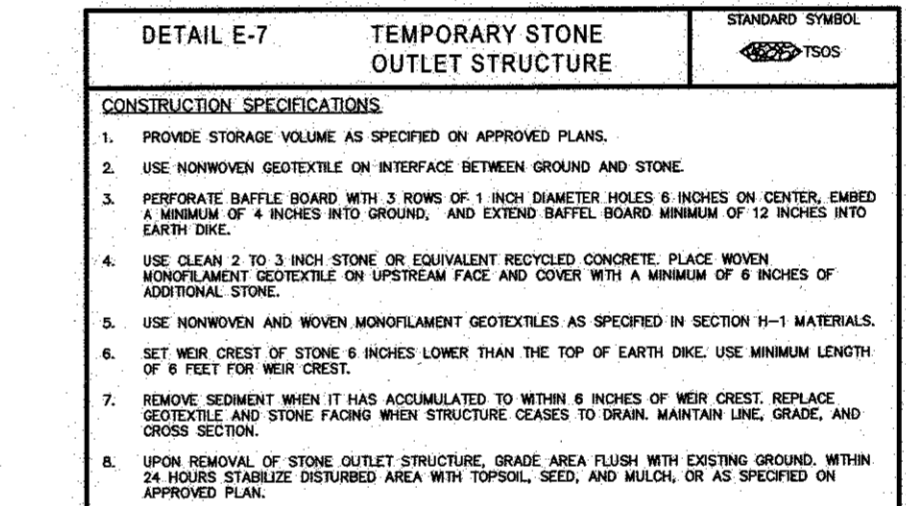 DETAIL E-7 TEMPORARY STONE OUTLET STRUCTURE
STANDARD SYMBOL
TSOS
CONSTRUCTION SPECIFICATIONS
1. PROVIDE STORAGE VOLUME AS SPECIFIED ON APPROVED PLANS.
2. USE NONWOVEN GEOTEXTILE ON INTERFACE BETWEEN GROUND AND STONE.
3. PERFORATE BAFFLE BOARD WITH 3 ROWS OF 1 INCH DIAMETER HOLES 6 INCHES ON CENTER, EMBED
A MINIMUM OF 4 INCHES INTO GROUND, AND EXTEND BAFFEL BOARD MINIMUM OF 12 INCHES INTO
EARTH DIKE.
4. USE CLEAN 2 TO 3 INCH STONE OR EQUIVALENT RECYCLED CONCRETE. PLACE WOVEN
MONOFILAMENT GEOTEXTILE ON UPSTREAM FACE AND COVER WITH A MINIMUM OF 6 INCHES OF
ADDITIONAL STONE.
5. USE NONWOVEN AND WOVEN MONOFILAMENT GEOTEXTILES AS SPECIFIED IN SECTION H-1 MATERIALS.
6. SET WEIR CREST OF STONE 6 INCHES LOWER THAN THE TOP OF EARTH DIKE. USE MINIMUM LENGTH
OF 6 FEET FOR WEIR CREST.
7. REMOVE SEDIMENT WHEN IT HAS ACCUMULATED TO WITHIN 6 INCHES OF WEIR CREST. REPLACE
GEOTEXTILE AND STONE FACING WHEN STRUCTURE CEASES TO DRAIN. MAINTAIN LINE, GRADE, AND
CROSS SECTION.
8. UPON REMOVAL OF STONE OUTLET STRUCTURE, GRADE AREA FLUSH WITH EXISTING GROUND. WITHIN
24 HOURS STABILIZE DISTURBED AREA WITH TOPSOIL, SEED, AND MULCH, OR AS SPECIFIED ON
APPROVED PLAN.